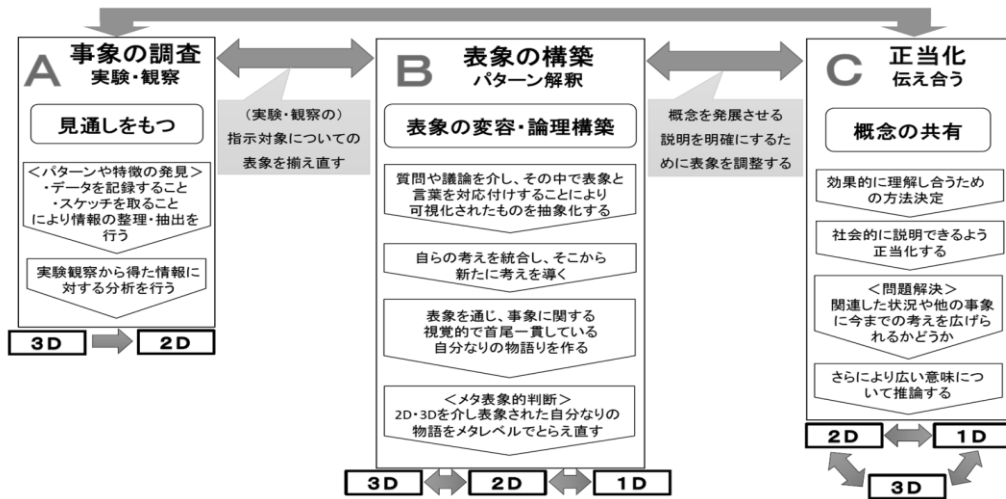 A
事象の調査
実験・観察
見通しをもつ
＜パターンや特徴の発見＞
・データを記録すること
・スケッチを取ること
により情報の整理・抽出を
行う
実験観察から得た情報に
対する分析を行う
3D
2D
（実験・観察の）
指示対象についての
表象を揃え直す
B
表象の構築
パターン解釈
表象の変容・論理構築
質問や議論を介し、その中で表象と
言葉を対応付けすることにより
可視化されたものを抽象化する
自らの考えを統合し、そこから
新たに考えを導く
表象を通じ、事象に関する
視覚的で首尾一貫している
自分なりの物語りを作る
＜メタ表象的判断＞
2D・3Dを介し表象された自分なりの
物語をメタレベルでとらえ直す
3D
2D
1D
概念を発展させる
説明を明確にするた
めに表象を調整する
C
正当化
伝え合う
概念の共有
効果的に理解し合うため
の方法決定
社会的に説明できるよう
正当化する
＜問題解決＞
関連した状況や他の事象
に今までの考えを広げら
れるかどうか
さらにより広い意味につ
いて推論する
2D
1D
3D